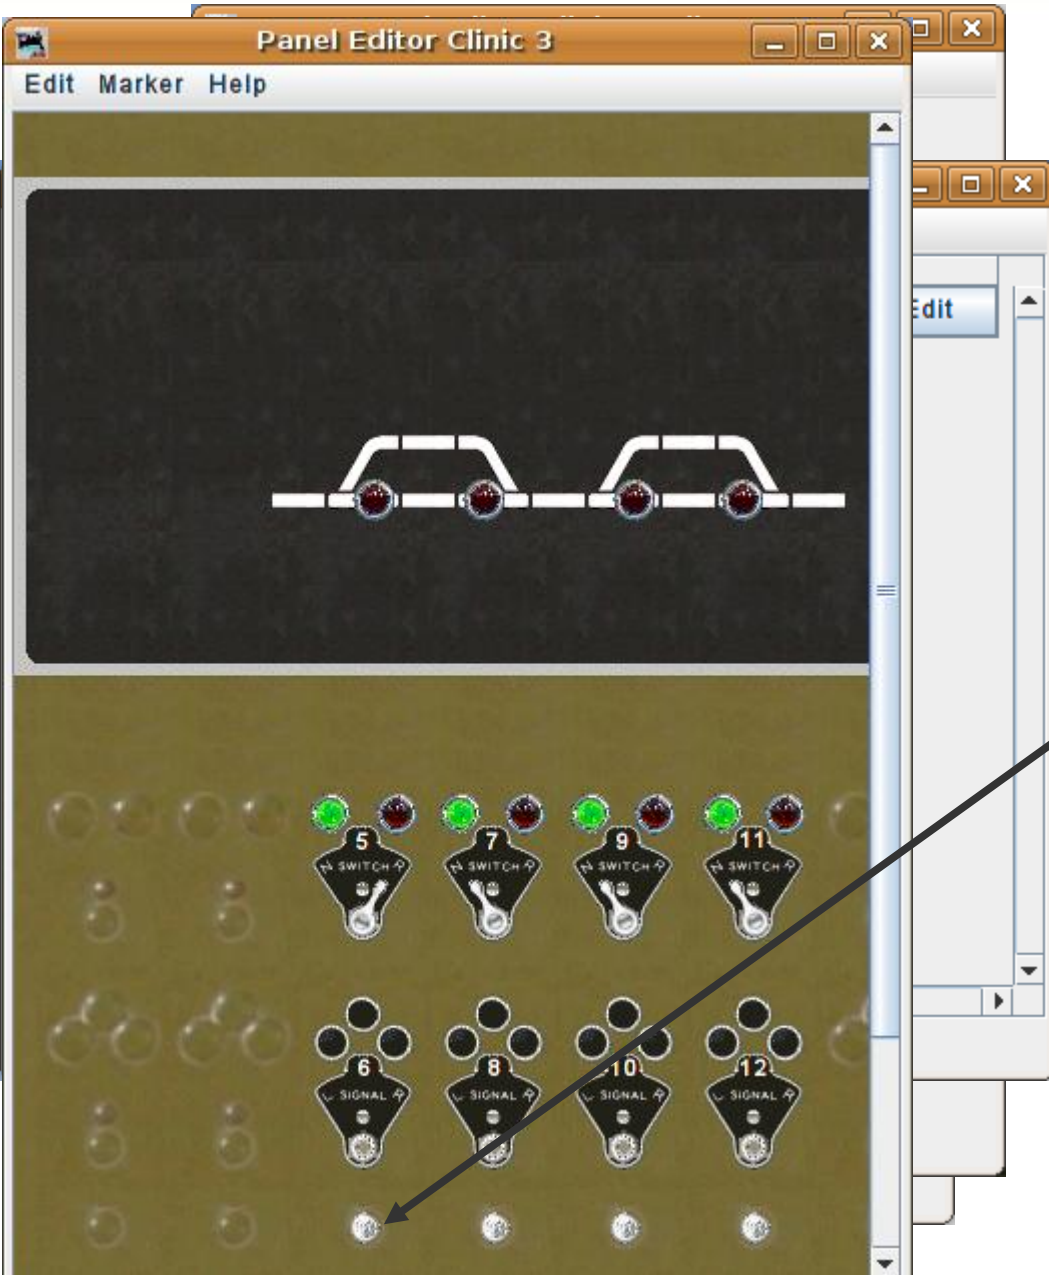 Panel Editor Clinic 3
Edit Marker Help
Edit
5 7 9 11
N SWITCH R N SWITCH R N SWITCH R N SWITCH R
6 8 10 12
L SIGNAL R L SIGNAL R L SIGNAL R L SIGNAL R